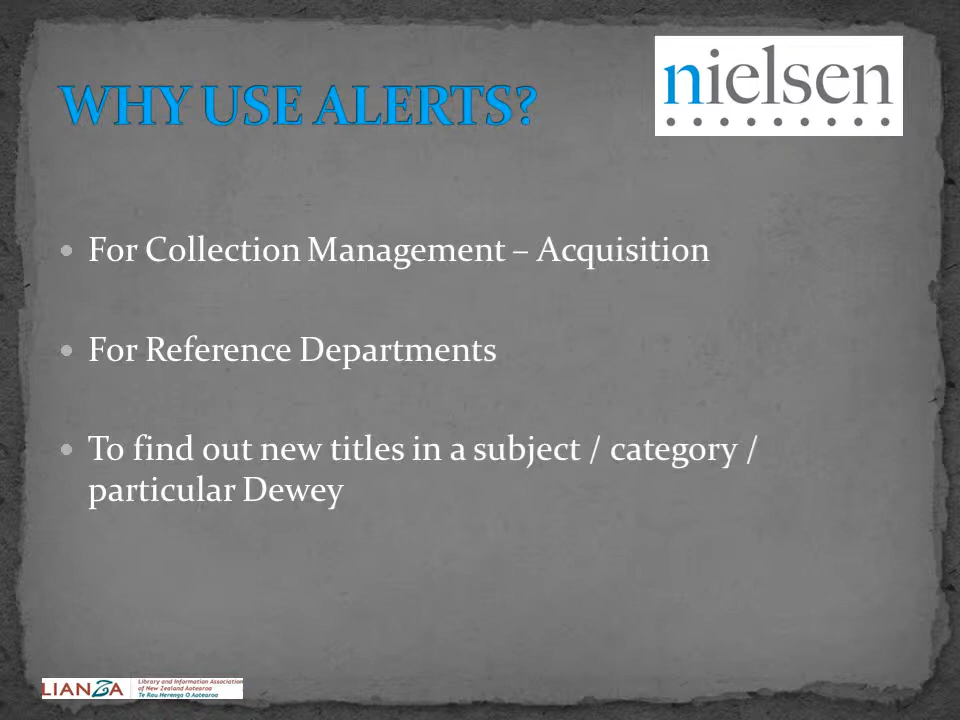 nielsen
WHY USE ALERTS?
For Collection Management – Acquisition
For Reference Departments
To find out new titles in a subject / category /
particular Dewey
LIANZA
Library and Information Association
of New Zealand Aotearoa
Te Rau Herenga O Aotearoa